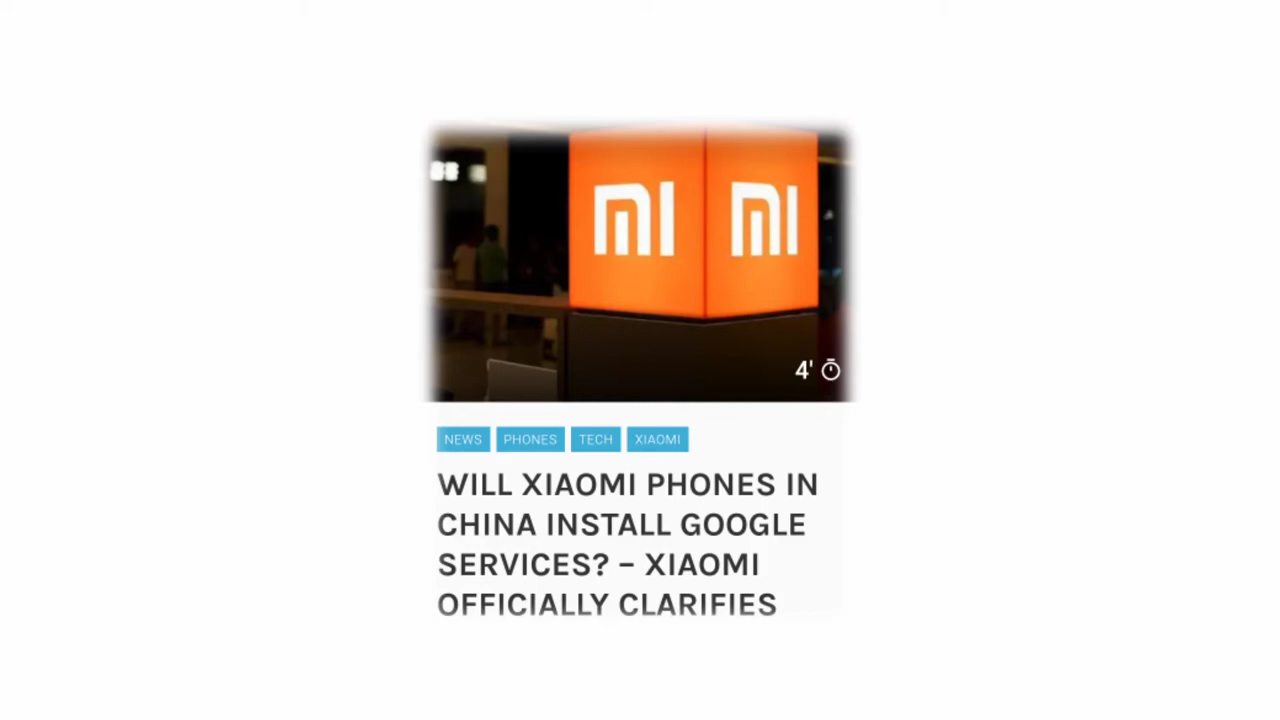 mi mi
4'
NEWS PHONES TECH XIAOMI
WILL XIAOMI PHONES IN
CHINA INSTALL GOOGLE
SERVICES? – XIAOMI
OFFICIALLY CLARIFIES